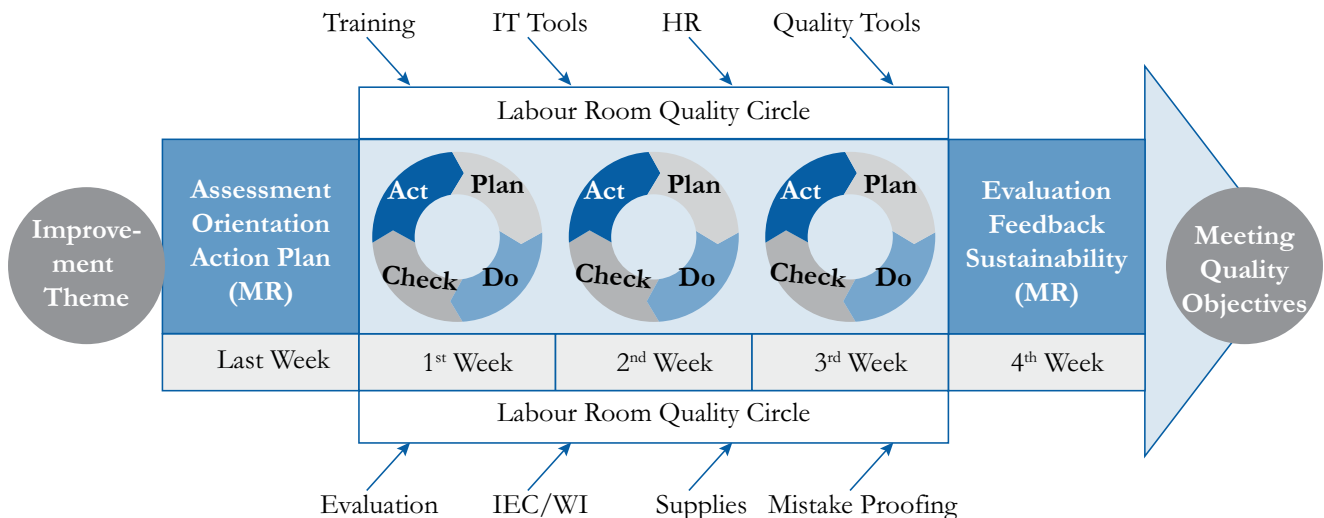 Training IT Tools HR Quality Tools
Labour Room Quality Circle
Improve-
ment
Theme
Assessment
Orientation
Action Plan
(MR)
Act Plan
Check Do
Act Plan
Check Do
Act Plan
Check Do
Evaluation
Feedback
Sustainability
(MR)
Meeting
Quality
Objectives
Last Week 1st Week 2nd Week 3rd Week 4th Week
Labour Room Quality Circle
Evaluation IEC/WI Supplies Mistake Proofing